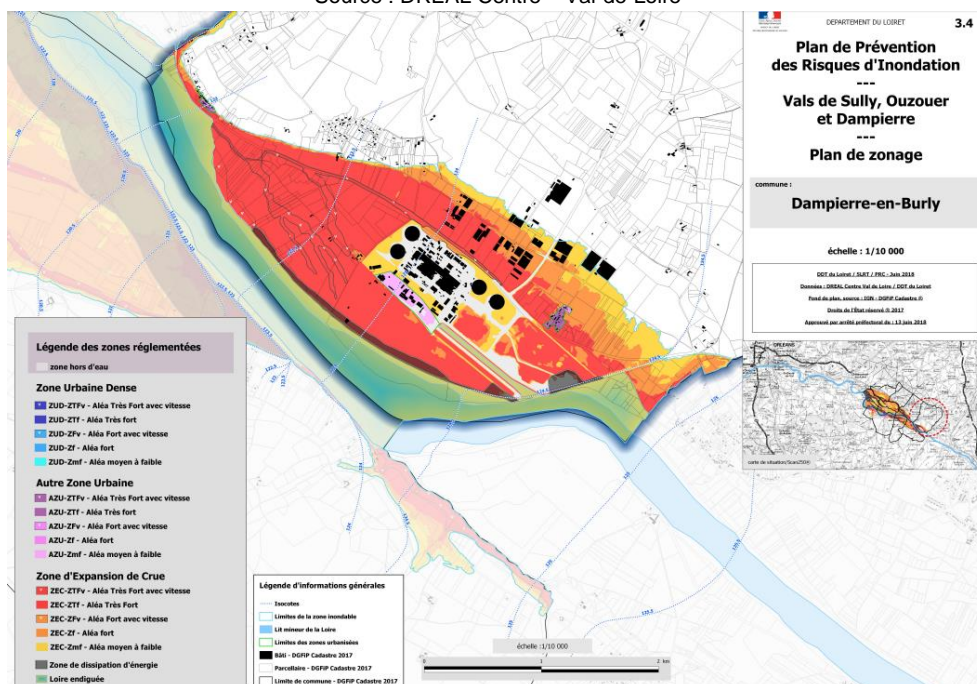 Source : DREAL Centre – Val de Loire
DEPARTEMENT DU LOIRET
3.4
Plan de Prévention
des Risques d'Inondation
---
Vals de Sully, Ouzouer
et Dampierre
---
Plan de zonage
commune :
Dampierre-en-Burly
échelle : 1/10 000
DDT du Loiret / SLRT / PRC - Juin 2018
Données : DREAL Centre Val de Loire / DDT du Loiret
Fond de plan, source : IGN - DGFiP Cadastre ©
Droits de l'État réservé © 2017
Approuvé par arrêté préfectoral du : 13 juin 2018
ORLEANS
carte de situation/Scan250®
Légende des zones réglementées
zone hors d'eau
Zone Urbaine Dense
ZUD-ZTFv - Aléa Très Fort avec vitesse
ZUD-ZTf - Aléa Très fort
ZUD-ZFv - Aléa Fort avec vitesse
ZUD-Zf - Aléa fort
ZUD-Zmf - Aléa moyen à faible
Autre Zone Urbaine
AZU-ZTFv - Aléa Très Fort avec vitesse
AZU-ZTf - Aléa Très fort
AZU-ZFv - Aléa Fort avec vitesse
AZU-Zf - Aléa fort
AZU-Zmf - Aléa moyen à faible
Zone d'Expansion de Crue
ZEC-ZTFv - Aléa Très Fort avec vitesse
ZEC-ZTf - Aléa Très Fort
ZEC-ZFv - Aléa Fort avec vitesse
ZEC-Zf - Aléa fort
ZEC-Zmf - Aléa moyen à faible
Zone de dissipation d'énergie
Loire endiguée
Légende d'informations générales
Isocotes
Limites de la zone inondable
Lit mineur de la Loire
Limites des zones urbanisées
Bâti - DGFiP Cadastre 2017
Parcellaire - DGFiP Cadastre 2017
Limite de commune - DGFiP Cadastre 2017
échelle :1/10 000
0 1 2 km